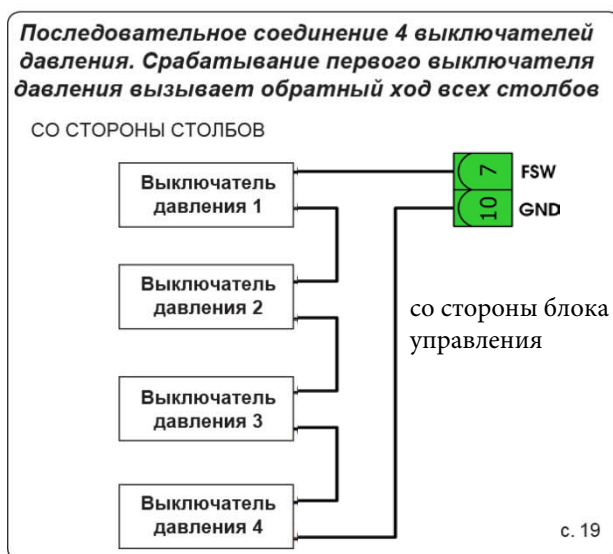 Последовательное соединение 4 выключателей
давления. Срабатывание первого выключателя
давления вызывает обратный ход всех столбов
СО СТОРОНЫ СТОЛБОВ
Выключатель
давления 1
7 FSW
10 GND
Выключатель
давления 2
со стороны блока
управления
Выключатель
давления 3
Выключатель
давления 4
с. 19